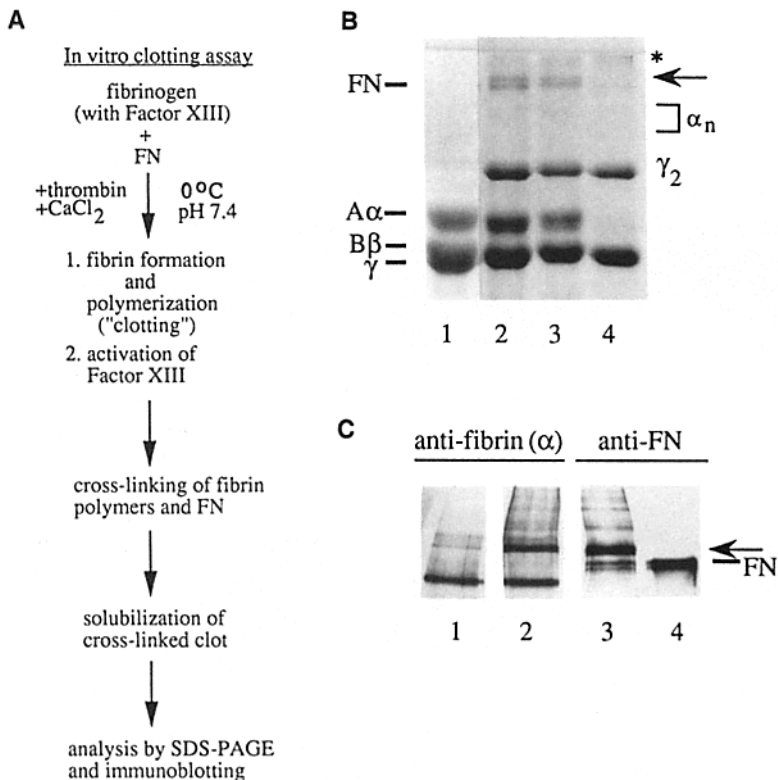 A
In vitro clotting assay
fibrinogen
(with Factor XIII)
+
FN
+thrombin 0°C
+CaCl2 pH 7.4
1. fibrin formation
and
polymerization
("clotting")
2. activation of
Factor XIII
cross-linking of fibrin
polymers and FN
solubilization of
cross-linked clot
analysis by SDS-PAGE
and immunoblotting
B
*
FN
αn
γ2
Aα
Bβ
γ
1 2 3 4
C
anti-fibrin (α) anti-FN
FN
1 2 3 4